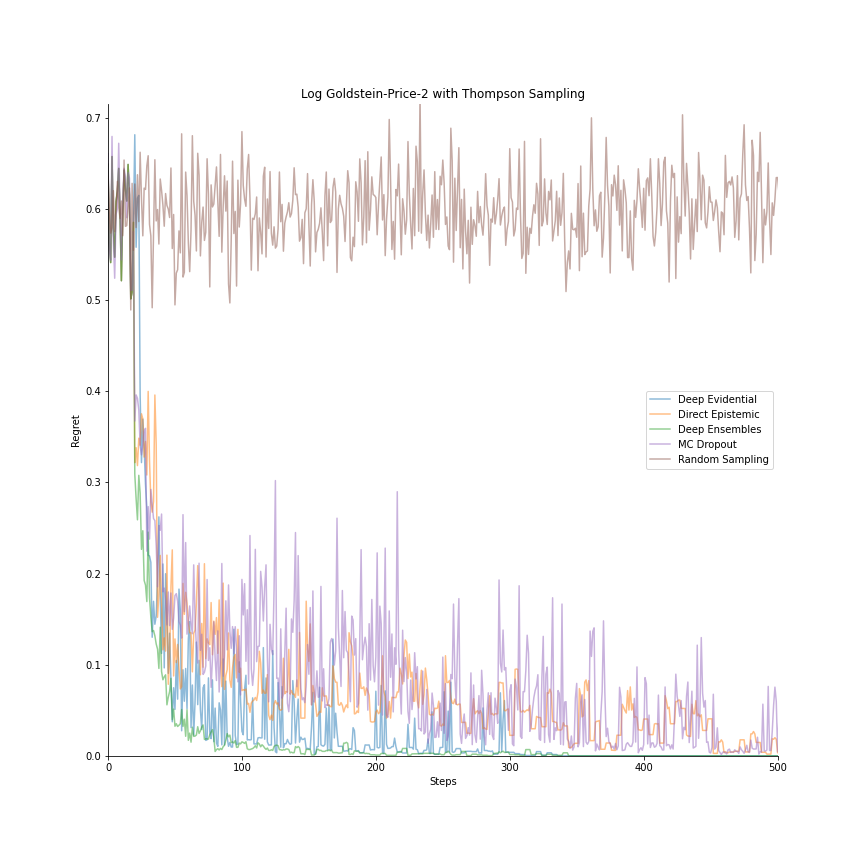 Log Goldstein-Price-2 with Thompson Sampling
0.7
0.6
0.5
0.4
0.3
0.2
0.1
0.0
Regret
Deep Evidential
Direct Epistemic
Deep Ensembles
MC Dropout
Random Sampling
0 100 200 300 400 500
Steps